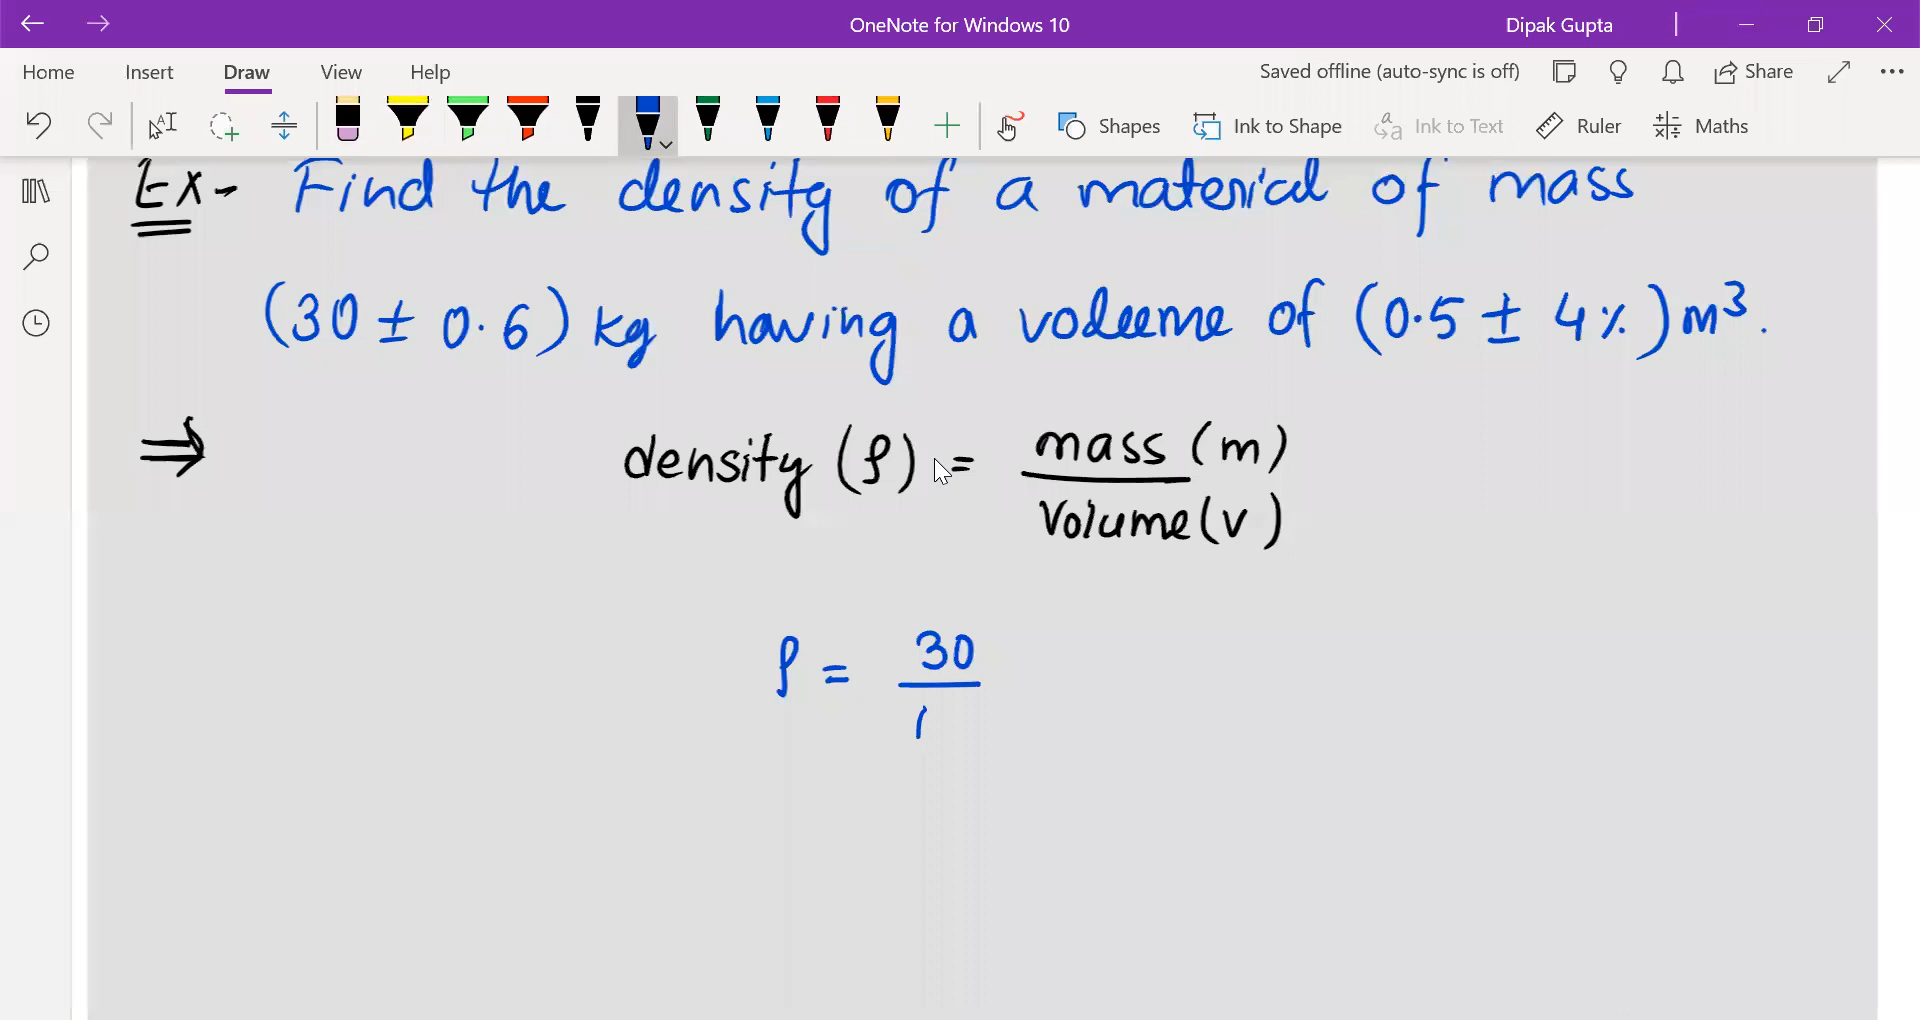 OneNote for Windows 10
Dipak Gupta
Home Insert Draw View Help
Saved offline (auto-sync is off) Share
Shapes Ink to Shape Ink to Text Ruler Maths
Ex- Find the density of a material of mass
(30 ± 0.6) kg having a volume of (0.5 ± 4%) m³.
⇒ density (ρ) = mass (m)
Volume (v)
ρ = 30